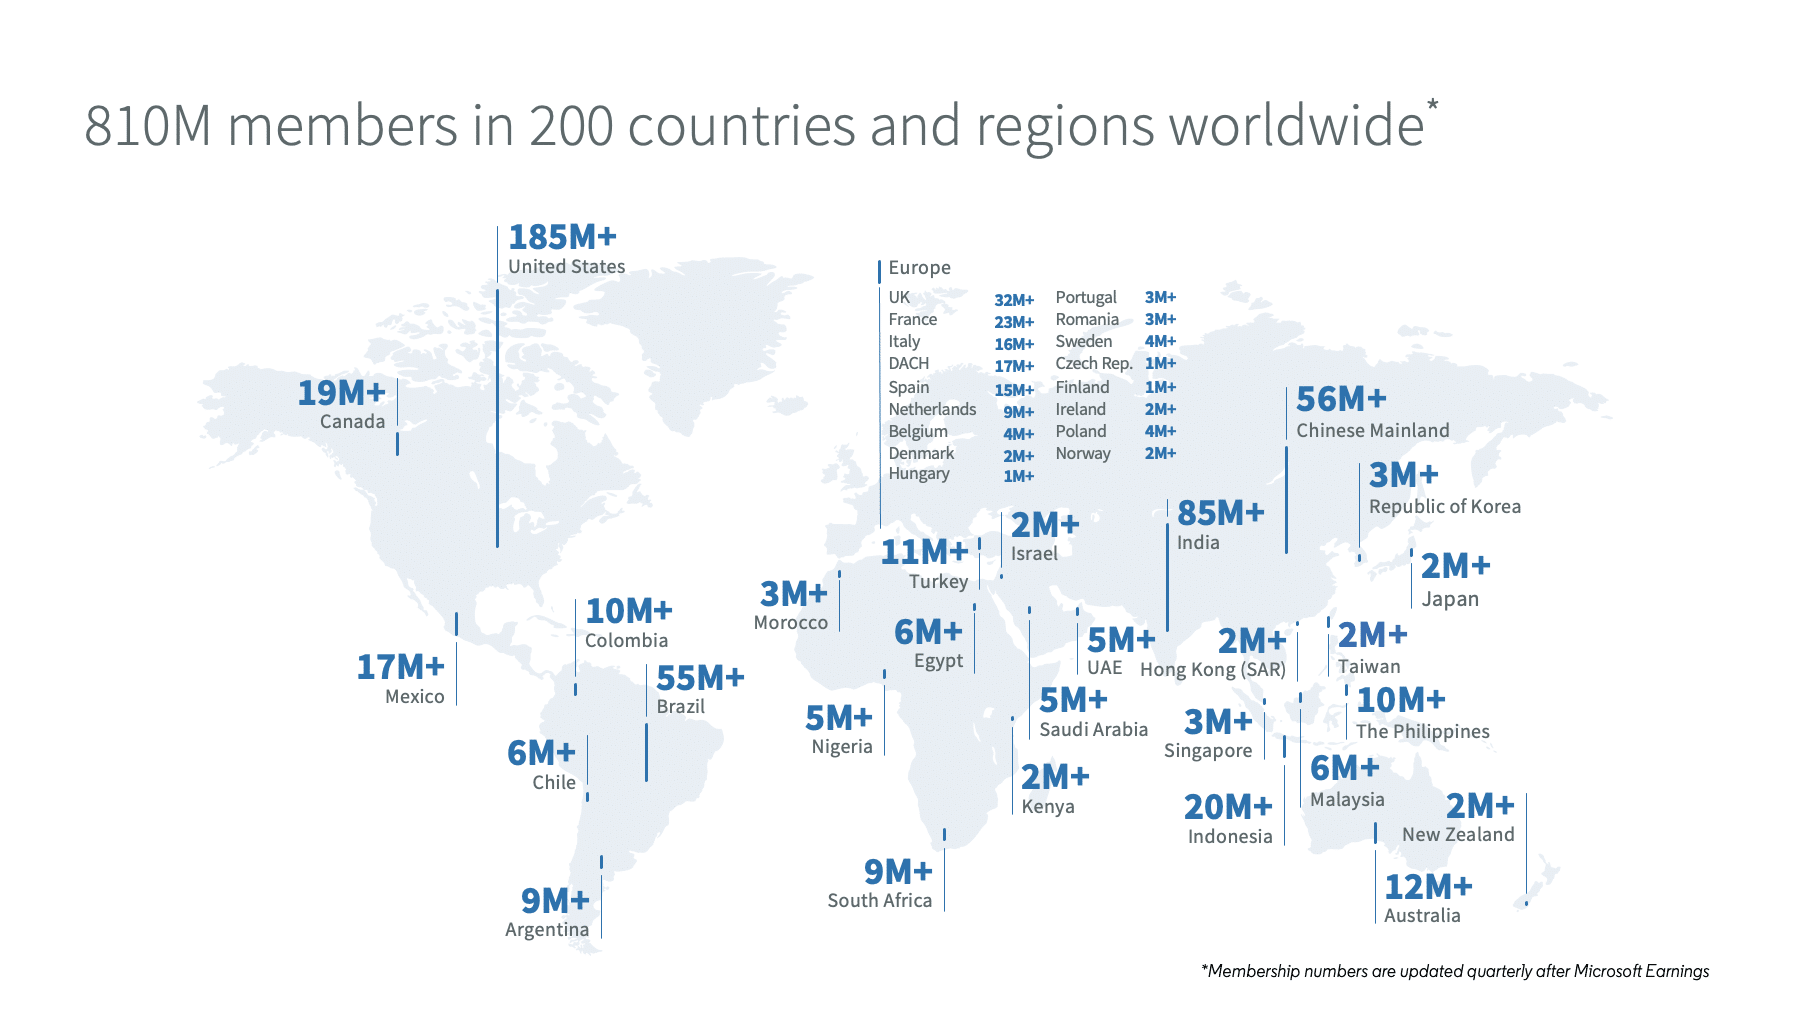 810M members in 200 countries and regions worldwide*
185M+
United States
19M+
Canada
Europe
UK 32M+ Portugal 3M+
France 23M+ Romania 3M+
Italy 16M+ Sweden 4M+
DACH 17M+ Czech Rep. 1M+
Spain 15M+ Finland 1M+
Netherlands 9M+ Ireland 2M+
Belgium 4M+ Poland 4M+
Denmark 2M+ Norway 2M+
Hungary 1M+
56M+
Chinese Mainland
3M+
Republic of Korea
85M+
India
2M+
Israel
11M+
Turkey
2M+
Japan
3M+
Morocco
10M+
Colombia
6M+
Egypt
5M+
UAE
2M+
Hong Kong (SAR)
2M+
Taiwan
17M+
Mexico
55M+
Brazil
5M+
Nigeria
5M+
Saudi Arabia
3M+
Singapore
10M+
The Philippines
6M+
Chile
2M+
Kenya
20M+
Indonesia
6M+
Malaysia
2M+
New Zealand
9M+
Argentina
9M+
South Africa
12M+
Australia
*Membership numbers are updated quarterly after Microsoft Earnings